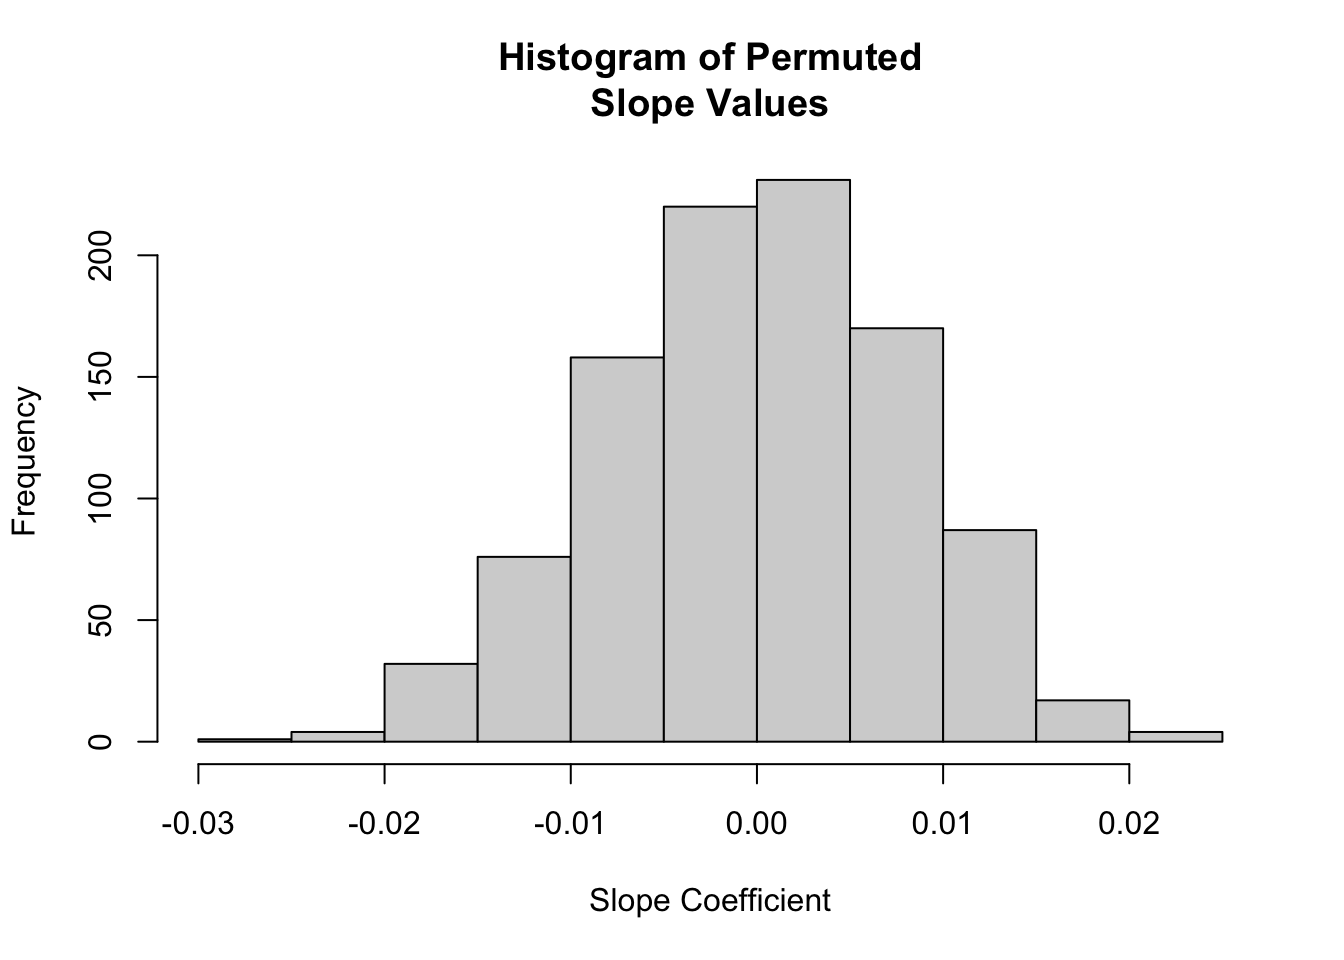 Histogram of Permuted
Slope Values
Frequency
200
150
100
50
0
-0.03 -0.02 -0.01 0.00 0.01 0.02
Slope Coefficient